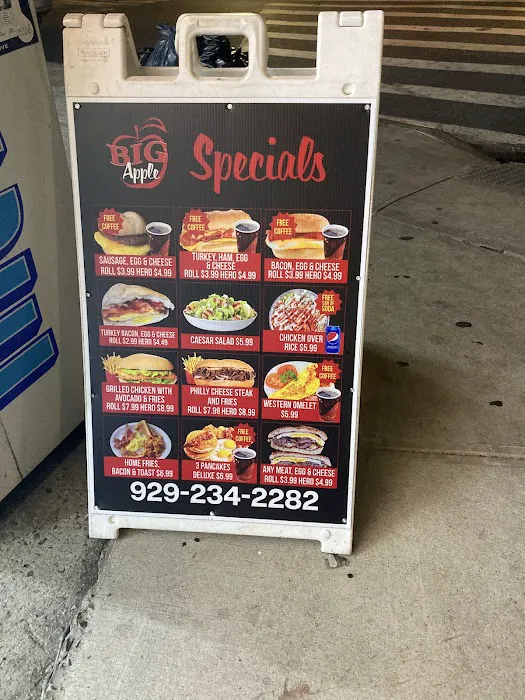 BIG
Apple
Specials
FREE
COFFEE
SAUSAGE, EGG & CHEESE
ROLL $3.99 HERO $4.99
FREE
COFFEE
TURKEY, HAM, EGG
& CHEESE
ROLL $3.99 HERO $4.99
FREE
COFFEE
BACON, EGG & CHEESE
ROLL $3.99 HERO $4.99
TURKEY BACON, EGG & CHEESE
ROLL $2.99 HERO $4.49
CAESAR SALAD $5.99
FREE
CAN OF
SODA
pepsi
CHICKEN OVER
RICE $5.99
GRILLED CHICKEN WITH
AVOCADO & FRIES
ROLL $7.99 HERO $8.99
PHILLY CHEESE STEAK
AND FRIES
ROLL $7.99 HERO $8.99
FREE
COFFEE
WESTERN OMELET
$5.99
HOME FRIES,
BACON & TOAST $6.99
FREE
COFFEE
3 PANCAKES
DELUXE $6.99
ANY MEAT, EGG & CHEESE
ROLL $3.99 HERO $4.99
929-234-2282